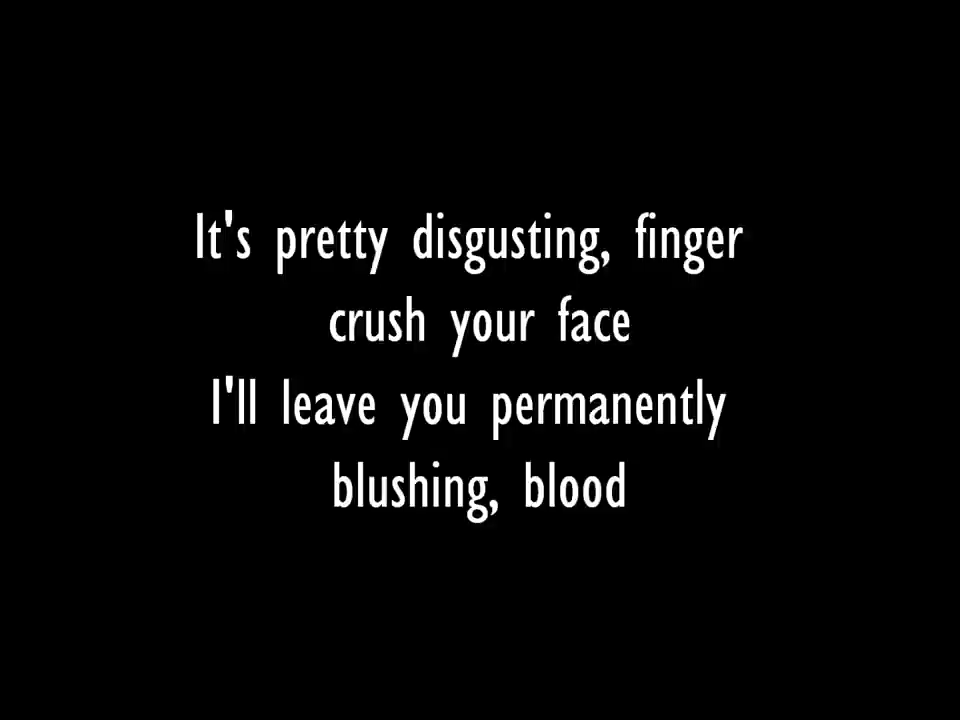 It's pretty disgusting, finger
crush your face
I'll leave you permanently
blushing, blood